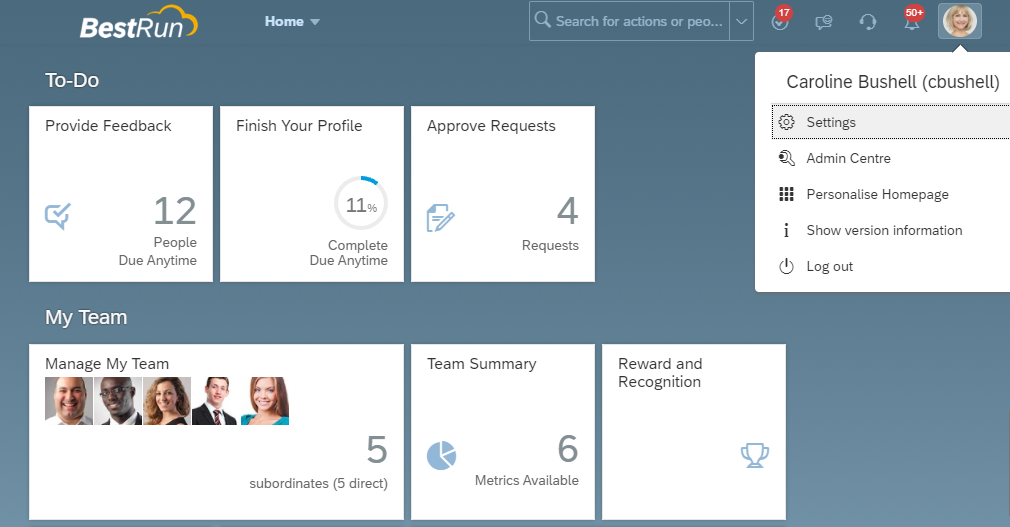 BestRun
Home
Search for actions or peo...
17
50+
Caroline Bushell (cbushell)
Settings
Admin Centre
Personalise Homepage
Show version information
Log out
To-Do
Provide Feedback
12
People
Due Anytime
Finish Your Profile
11%
Complete
Due Anytime
Approve Requests
4
Requests
My Team
Manage My Team
5
subordinates (5 direct)
Team Summary
6
Metrics Available
Reward and
Recognition